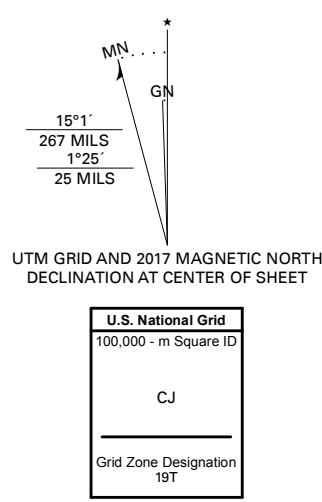 MN
GN
15°1´
267 MILS
1°25´
25 MILS
UTM GRID AND 2017 MAGNETIC NORTH
DECLINATION AT CENTER OF SHEET
U.S. National Grid
100,000 - m Square ID
CJ
Grid Zone Designation
19T